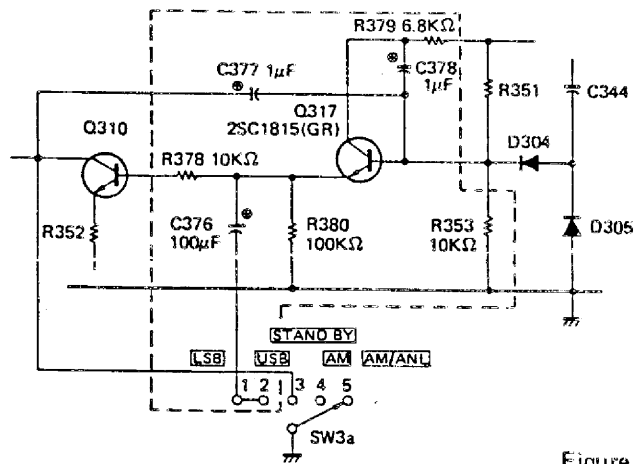 R379 6.8KΩ
C377 1μF
C378
1μF
R351
C344
Q310
Q317
2SC1815(GR)
D304
R378 10KΩ
R352
C376
100μF
R380
100KΩ
R353
10KΩ
D305
STAND BY
LSB USB AM AM/ANL
1 2 3 4 5
SW3a
Figure